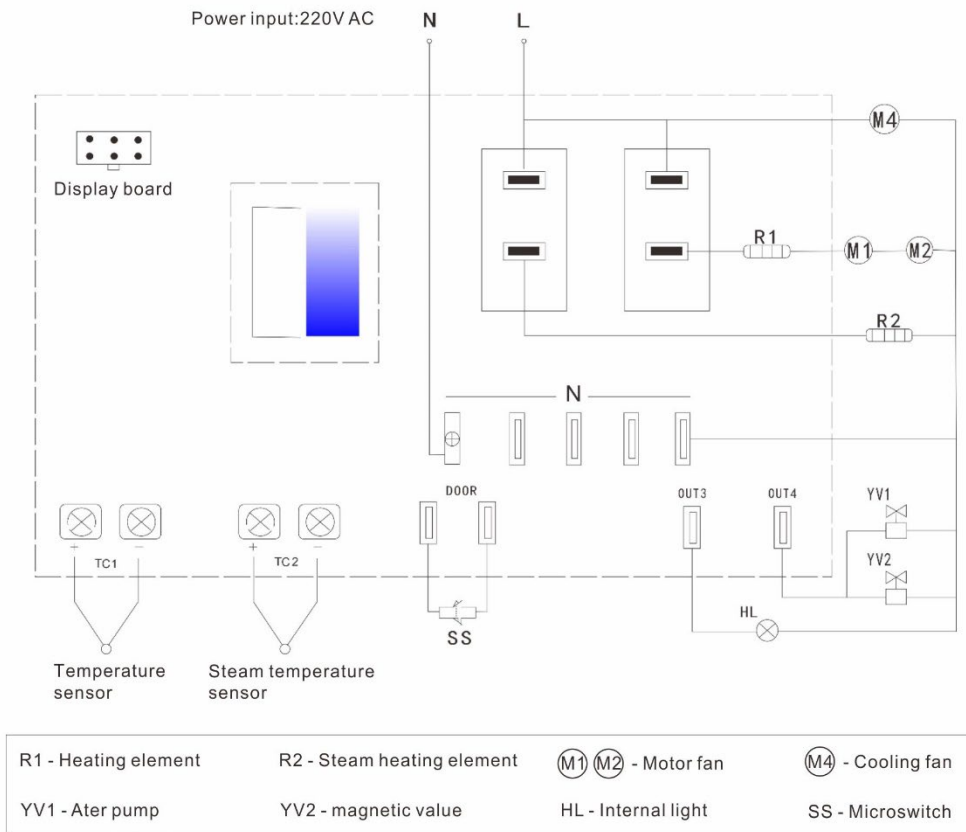 Power input:220V AC
N
L
M4
Display board
R1
M1
M2
R2
N
DOOR
OUT3
OUT4
YV1
+
−
TC1
+
−
TC2
YV2
HL
SS
Temperature
sensor
Steam temperature
sensor
R1 - Heating element
R2 - Steam heating element
M1 M2 - Motor fan
M4 - Cooling fan
YV1 - Ater pump
YV2 - magnetic value
HL - Internal light
SS - Microswitch